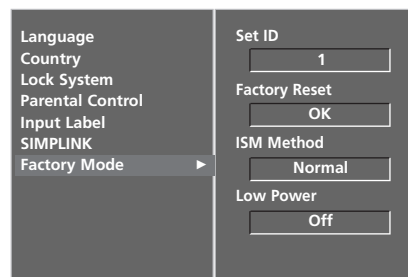 Language
Country
Lock System
Parental Control
Input Label
SIMPLINK
Factory Mode ►
Set ID
1
Factory Reset
OK
ISM Method
Normal
Low Power
Off